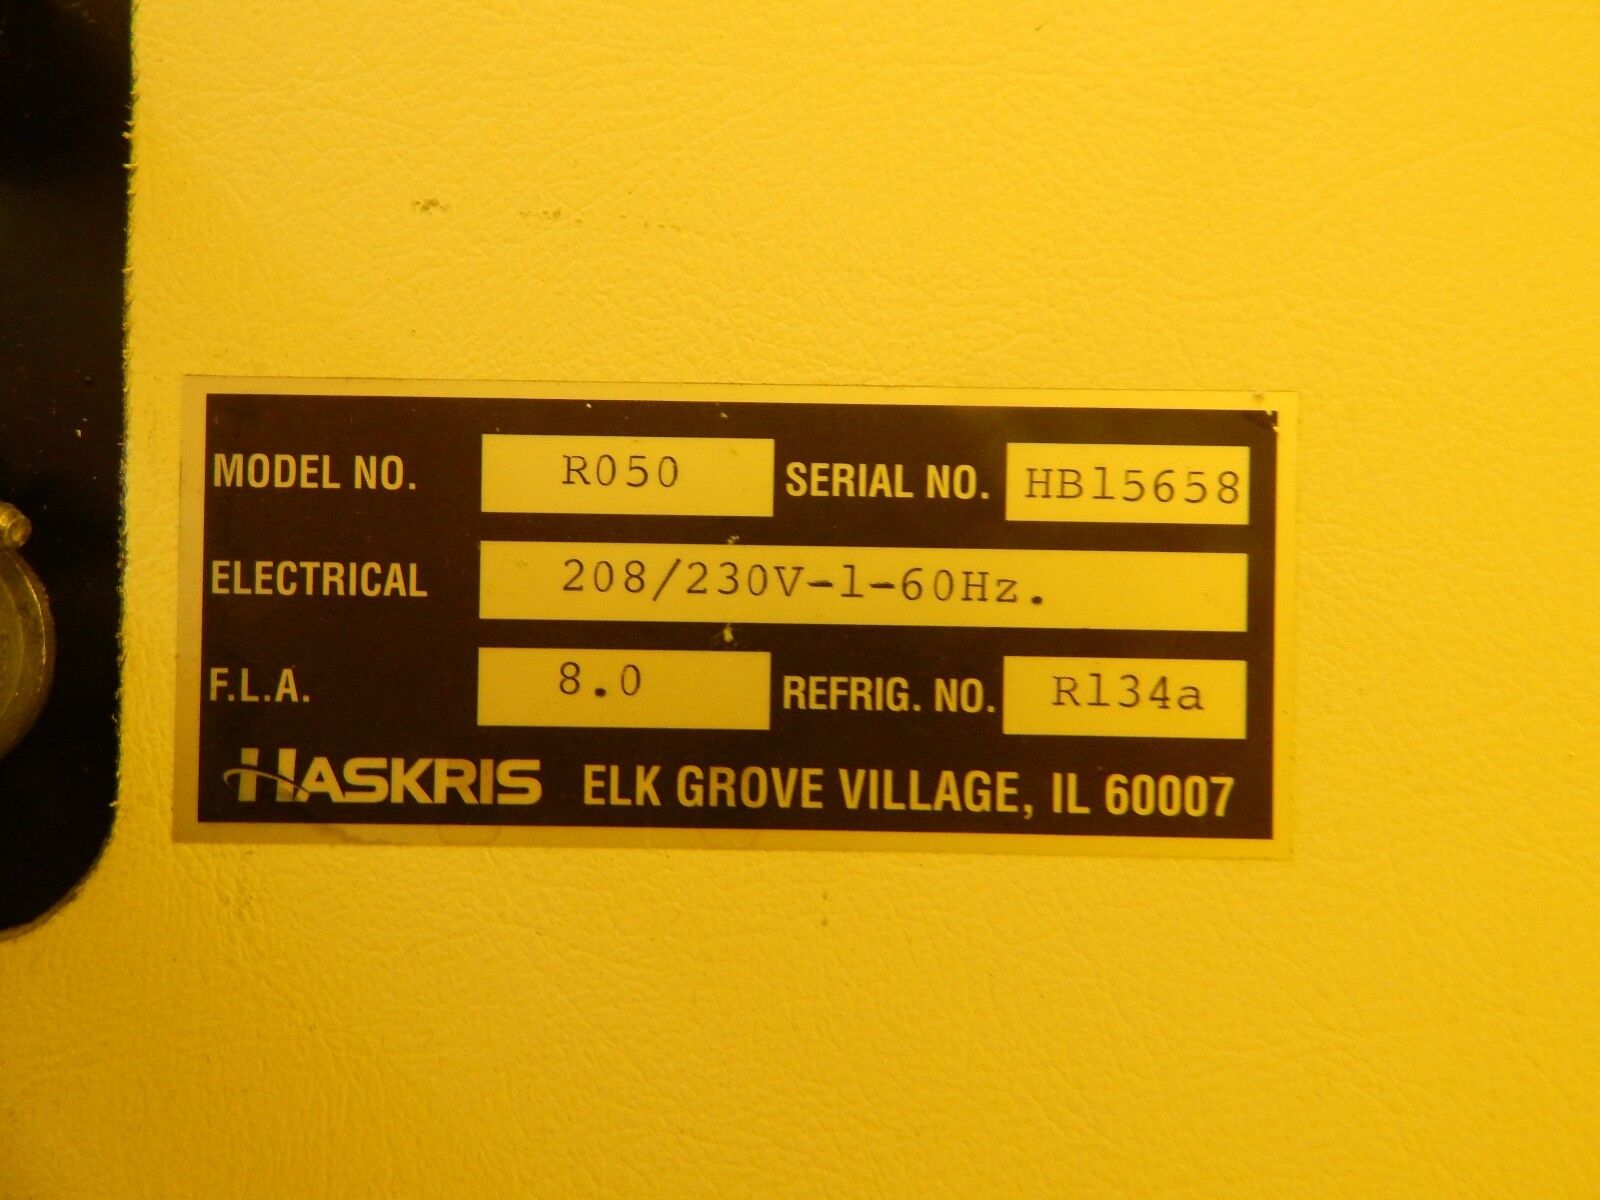 MODEL NO. R050 SERIAL NO. HB15658
ELECTRICAL 208/230V-1-60Hz.
F.L.A. 8.0 REFRIG. NO. R134a
HASKRIS ELK GROVE VILLAGE, IL 60007